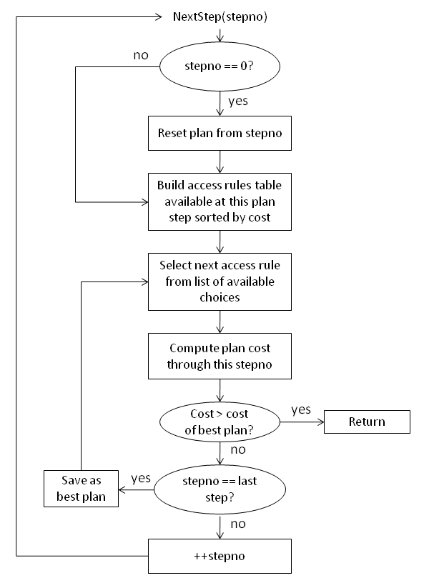 NextStep(stepno)
no
stepno == 0?
yes
Reset plan from stepno
Build access rules table
available at this plan
step sorted by cost
Select next access rule
from list of available
choices
Compute plan cost
through this stepno
Cost > cost
of best plan?
yes
Return
no
Save as
best plan
yes
stepno == last
step?
no
++stepno